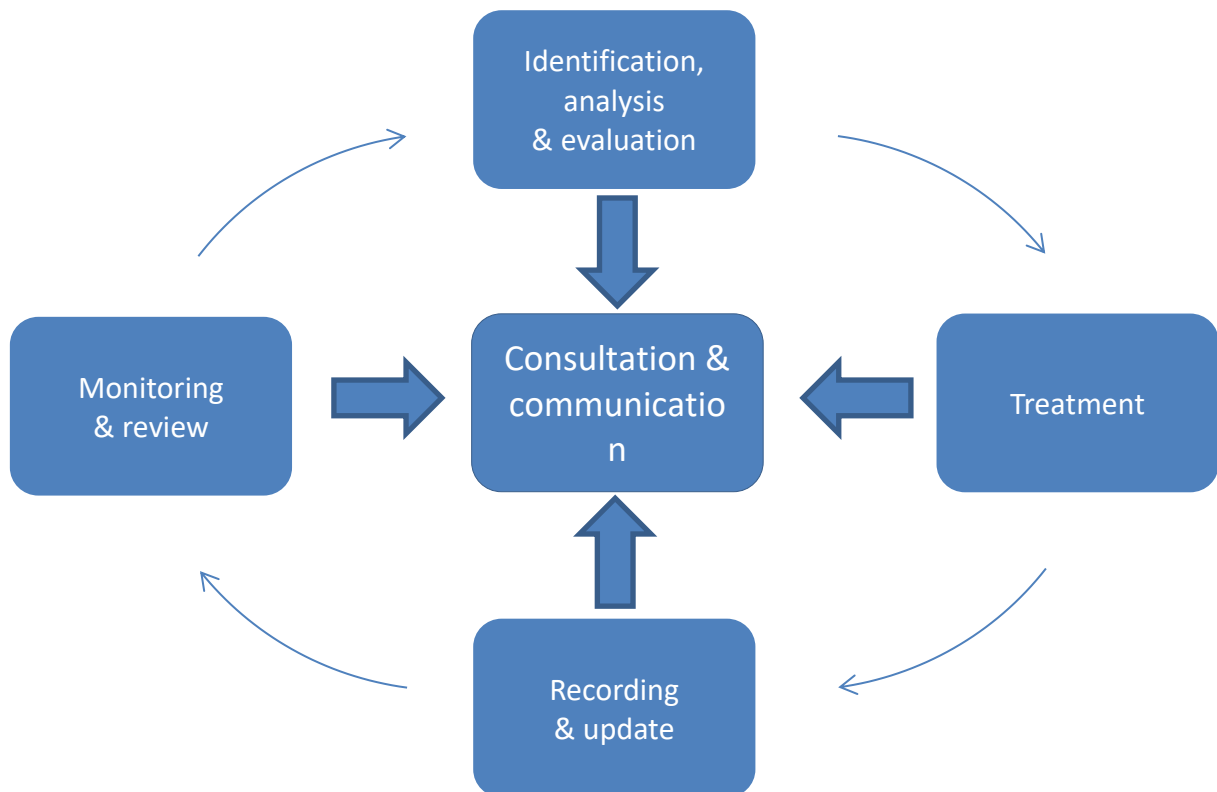 Identification,
analysis
& evaluation
Monitoring
& review
Consultation &
communicatio
n
Treatment
Recording
& update